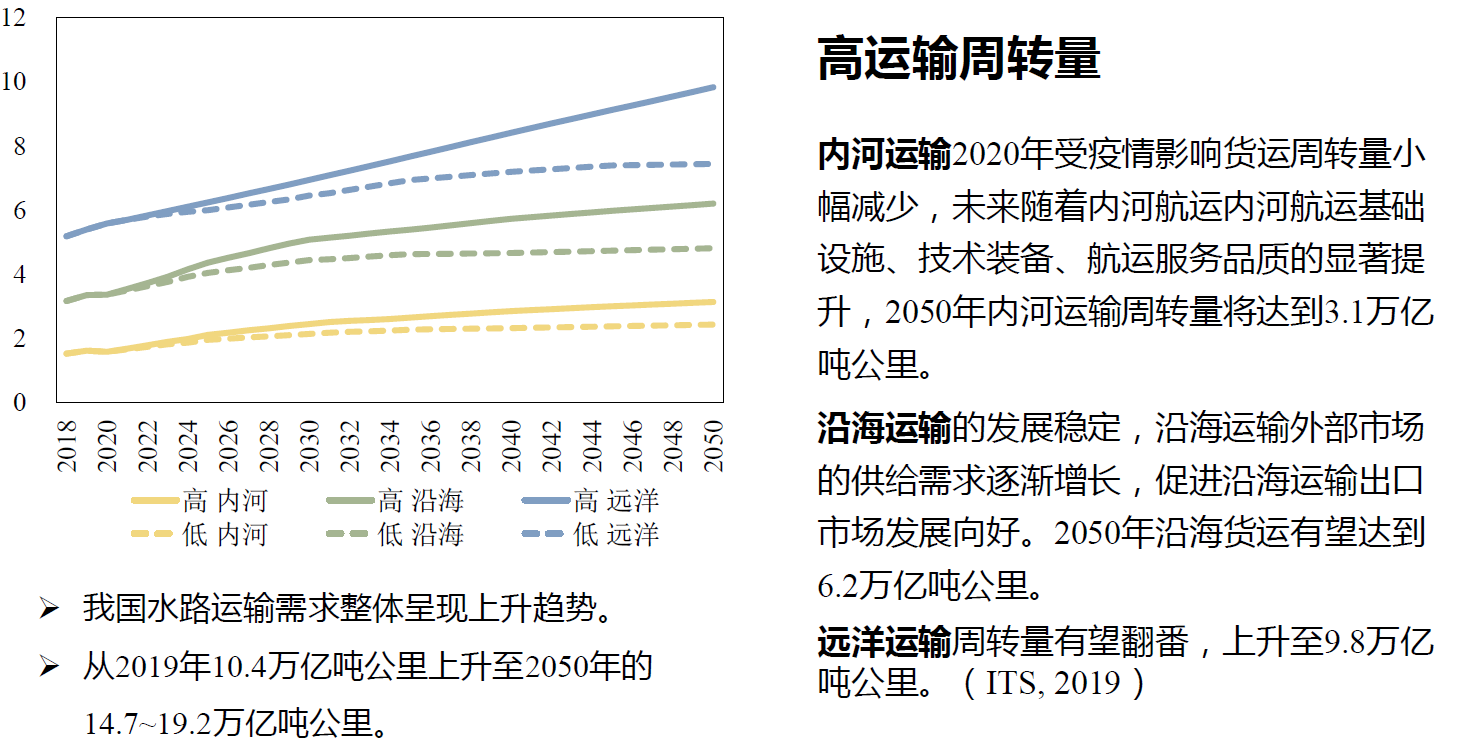 12
10
8
6
4
2
0
2018
2020
2022
2024
2026
2028
2030
2032
2034
2036
2038
2040
2042
2044
2046
2048
2050
高 内河
高 沿海
高 远洋
低 内河
低 沿海
低 远洋
➢ 我国水路运输需求整体呈现上升趋势。
➢ 从2019年10.4万亿吨公里上升至2050年的
14.7~19.2万亿吨公里。
高运输周转量
内河运输2020年受疫情影响货运周转量小
幅减少，未来随着内河航运内河航运基础
设施、技术装备、航运服务品质的显著提
升，2050年内河运输周转量将达到3.1万亿
吨公里。
沿海运输的发展稳定，沿海运输外部市场
的供给需求逐渐增长，促进沿海运输出口
市场发展向好。2050年沿海货运有望达到
6.2万亿吨公里。
远洋运输周转量有望翻番，上升至9.8万亿
吨公里。（ITS, 2019）